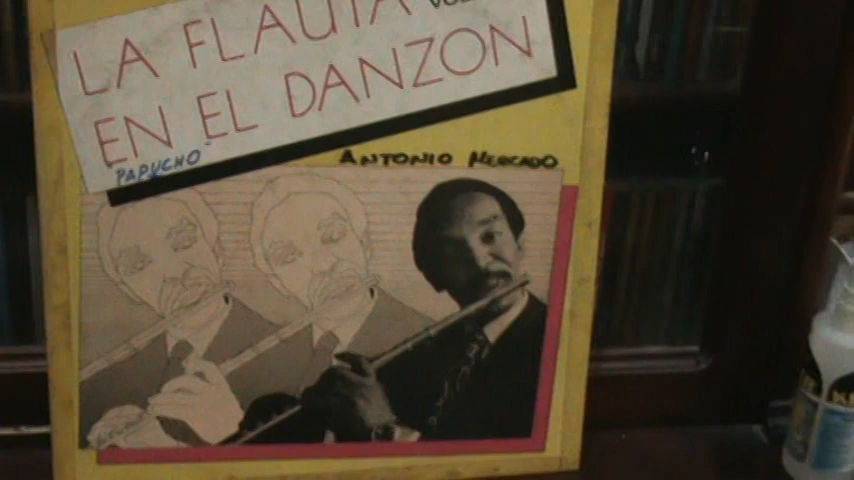 LA FLAUTA
EN EL DANZON
"PAPUCHO"
ANTONIO MERCADO